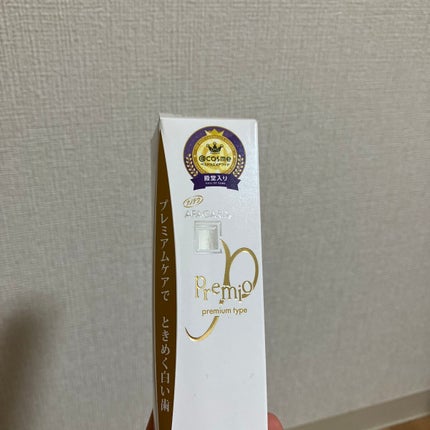 @cosme
殿堂入り
APAGARD
Premio
premium type
プレミアムケアで ときめく白い歯